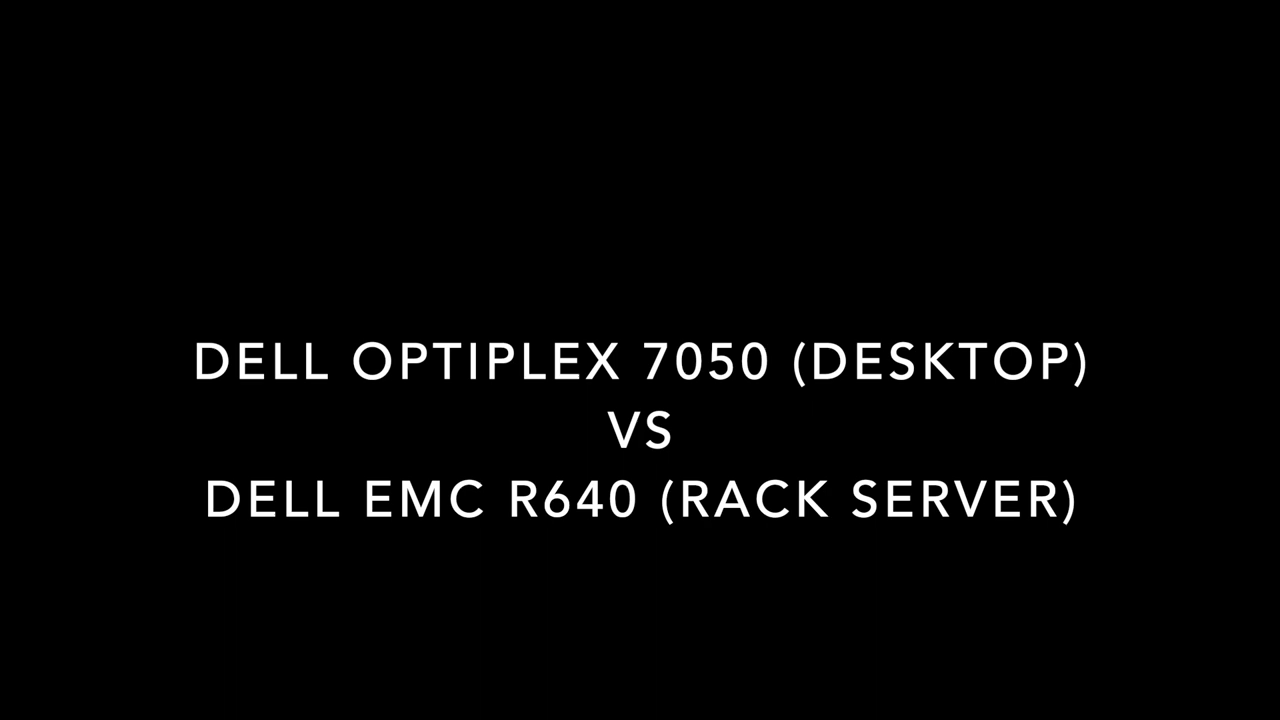 DELL OPTIPLEX 7050 (DESKTOP)
VS
DELL EMC R640 (RACK SERVER)